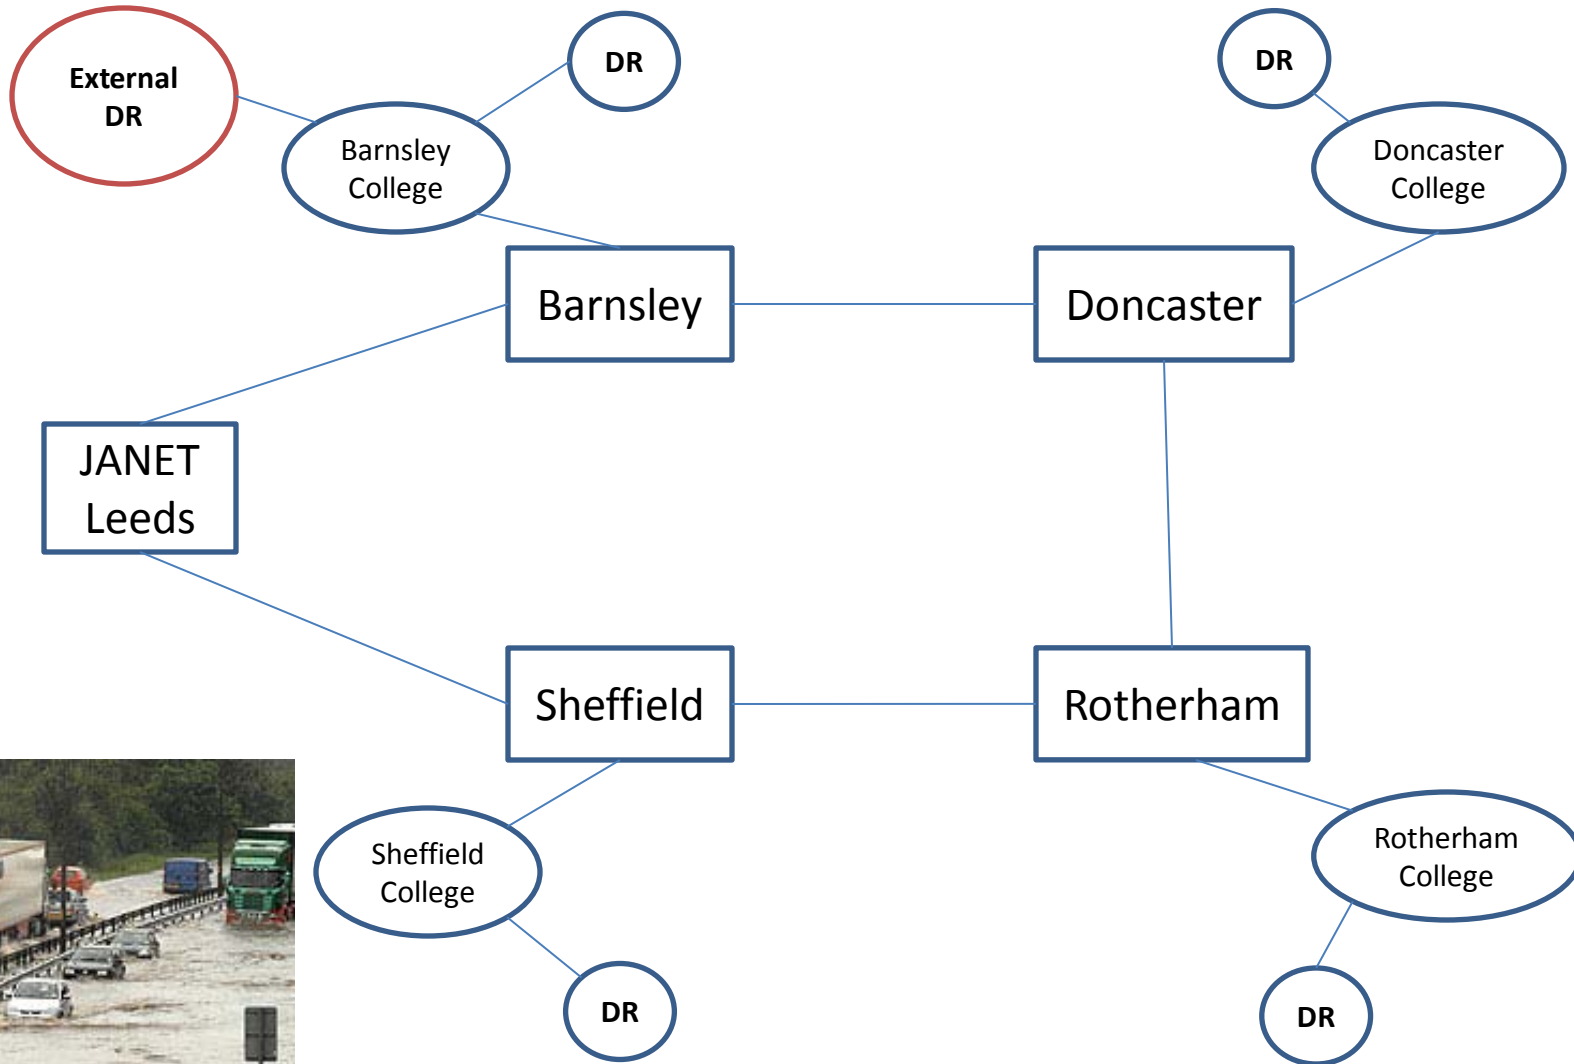 External
DR
DR
DR
Barnsley
College
Doncaster
College
Barnsley
Doncaster
JANET
Leeds
Sheffield
Rotherham
Sheffield
College
Rotherham
College
DR
DR